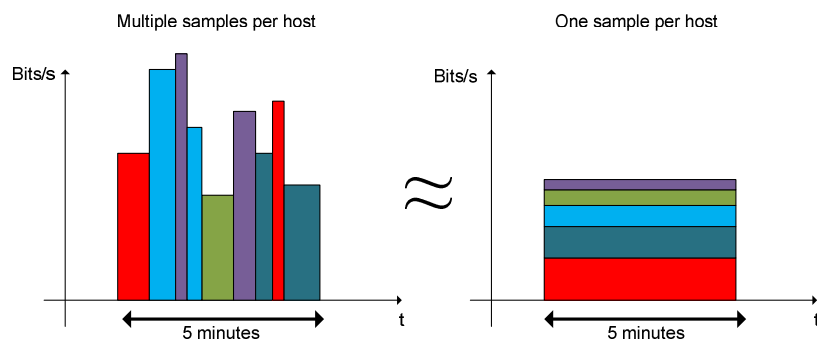 Multiple samples per host
One sample per host
Bits/s
Bits/s
≈
t
t
5 minutes
5 minutes